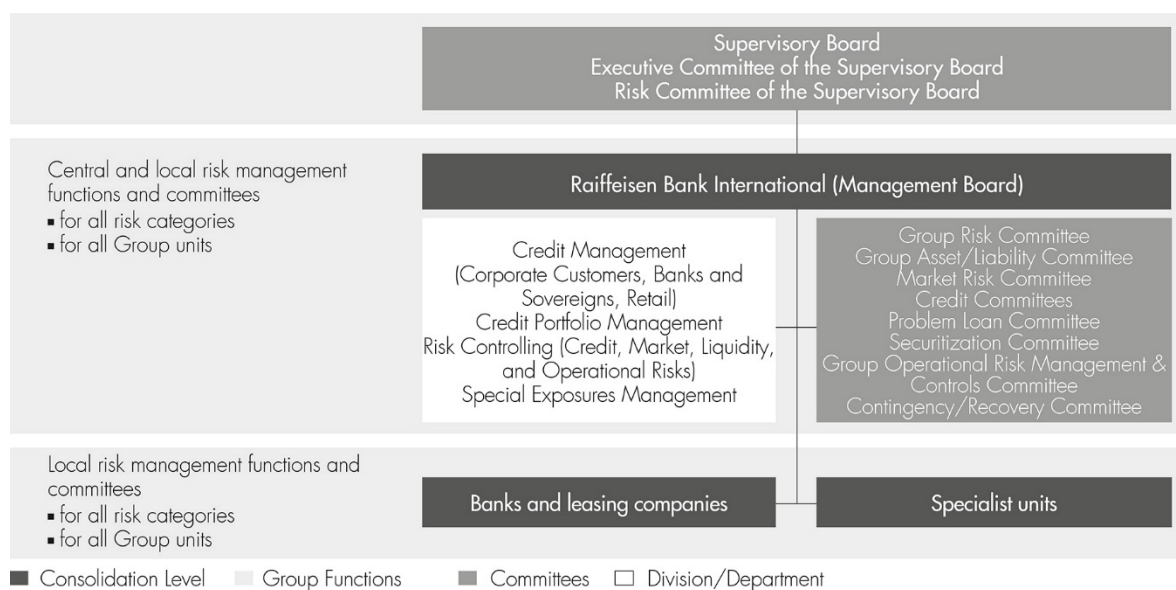 Supervisory Board
Executive Committee of the Supervisory Board
Risk Committee of the Supervisory Board
Central and local risk management
functions and committees
▪ for all risk categories
▪ for all Group units
Raiffeisen Bank International (Management Board)
Credit Management
(Corporate Customers, Banks and
Sovereigns, Retail)
Credit Portfolio Management
Risk Controlling (Credit, Market, Liquidity,
and Operational Risks)
Special Exposures Management
Group Risk Committee
Group Asset/Liability Committee
Market Risk Committee
Credit Committees
Problem Loan Committee
Securitization Committee
Group Operational Risk Management &
Controls Committee
Contingency/Recovery Committee
Local risk management functions and
committees
▪ for all risk categories
▪ for all Group units
Banks and leasing companies
Specialist units
Consolidation Level
Group Functions
Committees
Division/Department